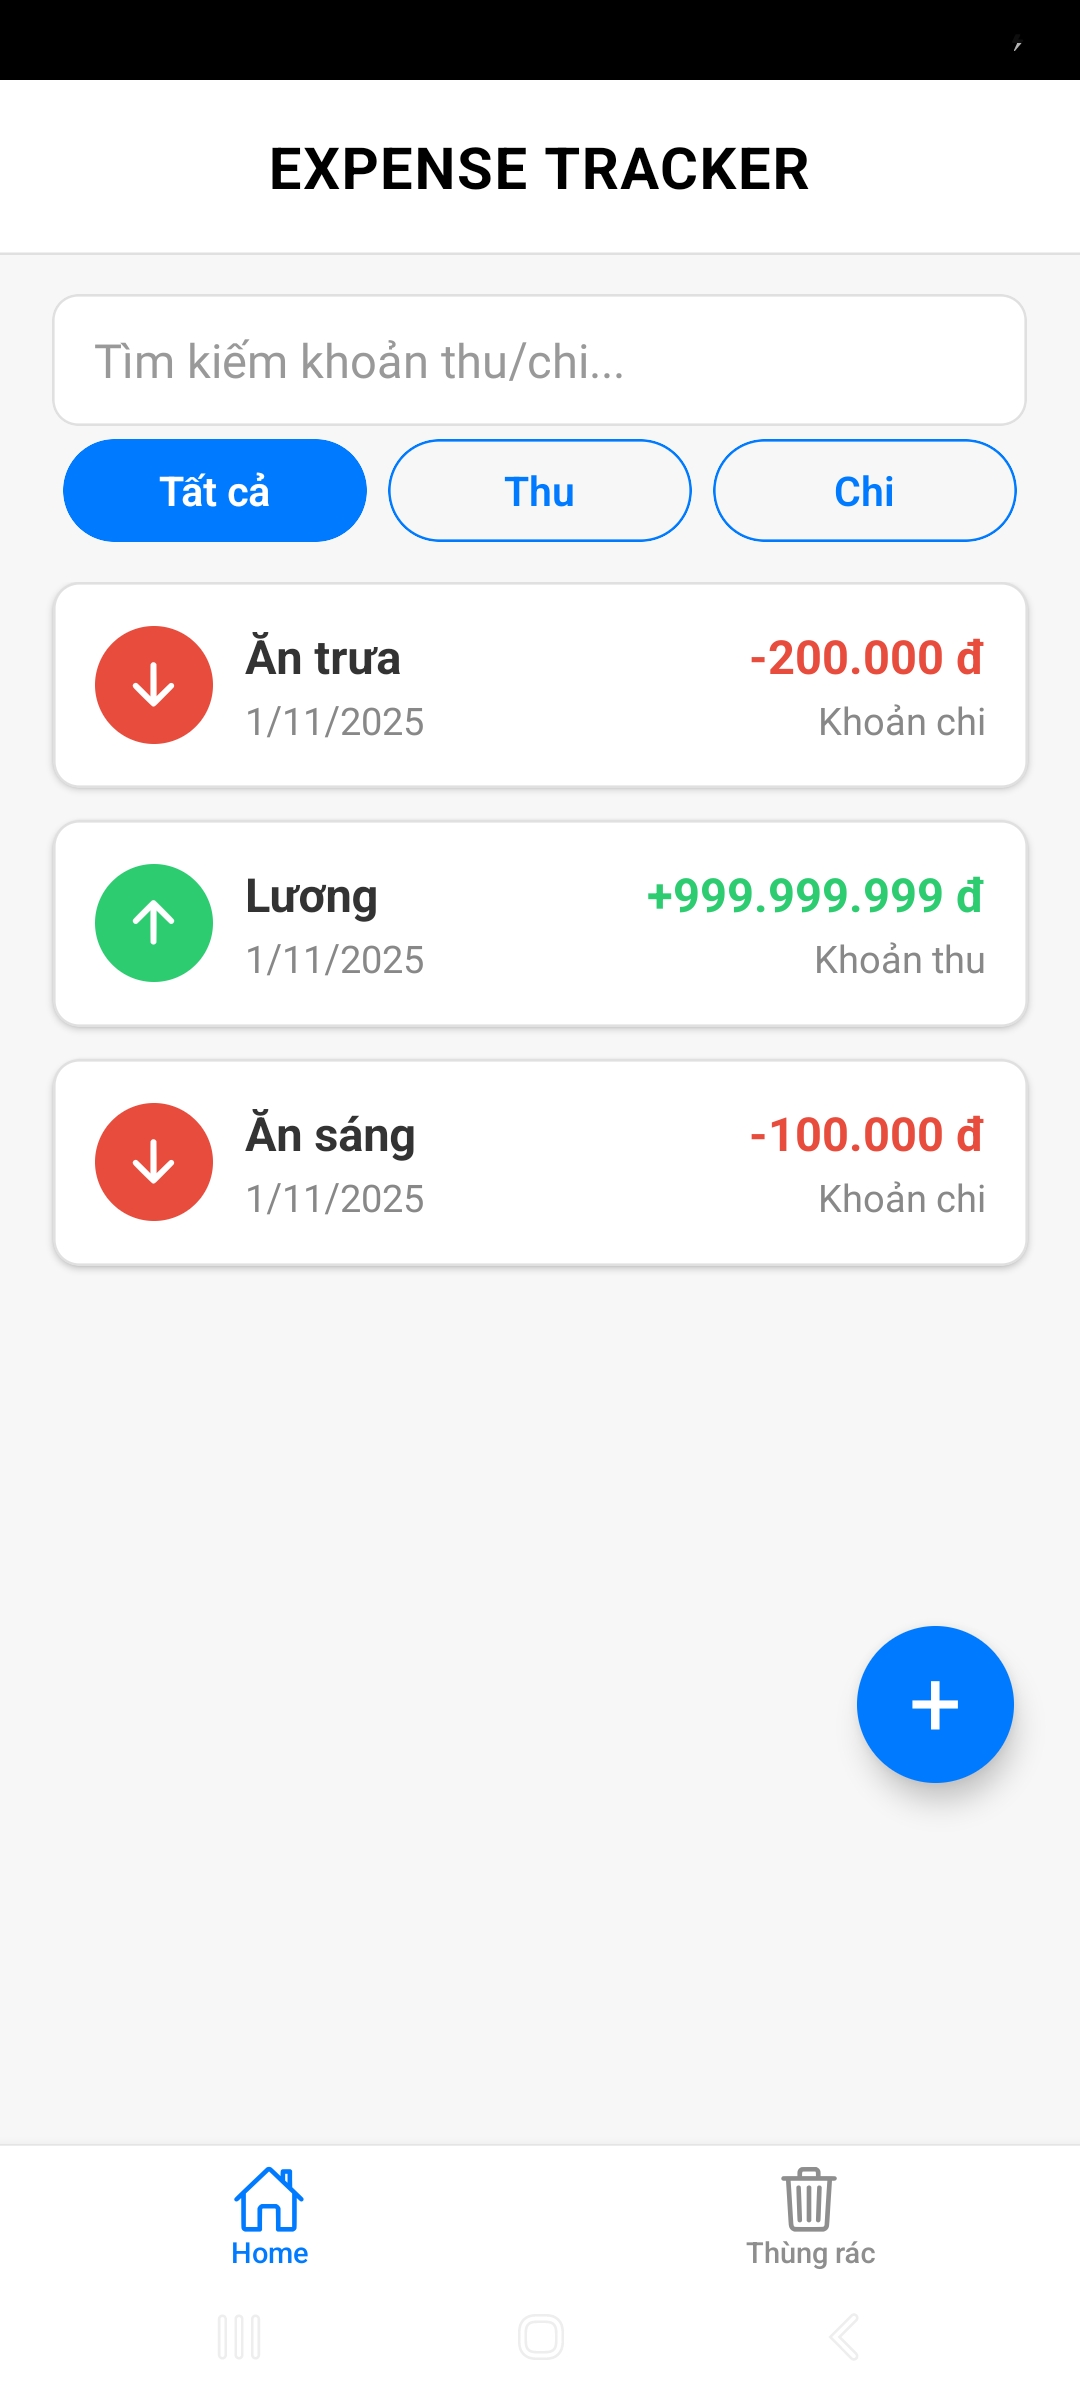 EXPENSE TRACKER
Tìm kiếm khoản thu/chi...
Tất cả Thu Chi
Ăn trưa -200.000 đ
1/11/2025 Khoản chi
Lương +999.999.999 đ
1/11/2025 Khoản thu
Ăn sáng -100.000 đ
1/11/2025 Khoản chi
Home Thùng rác